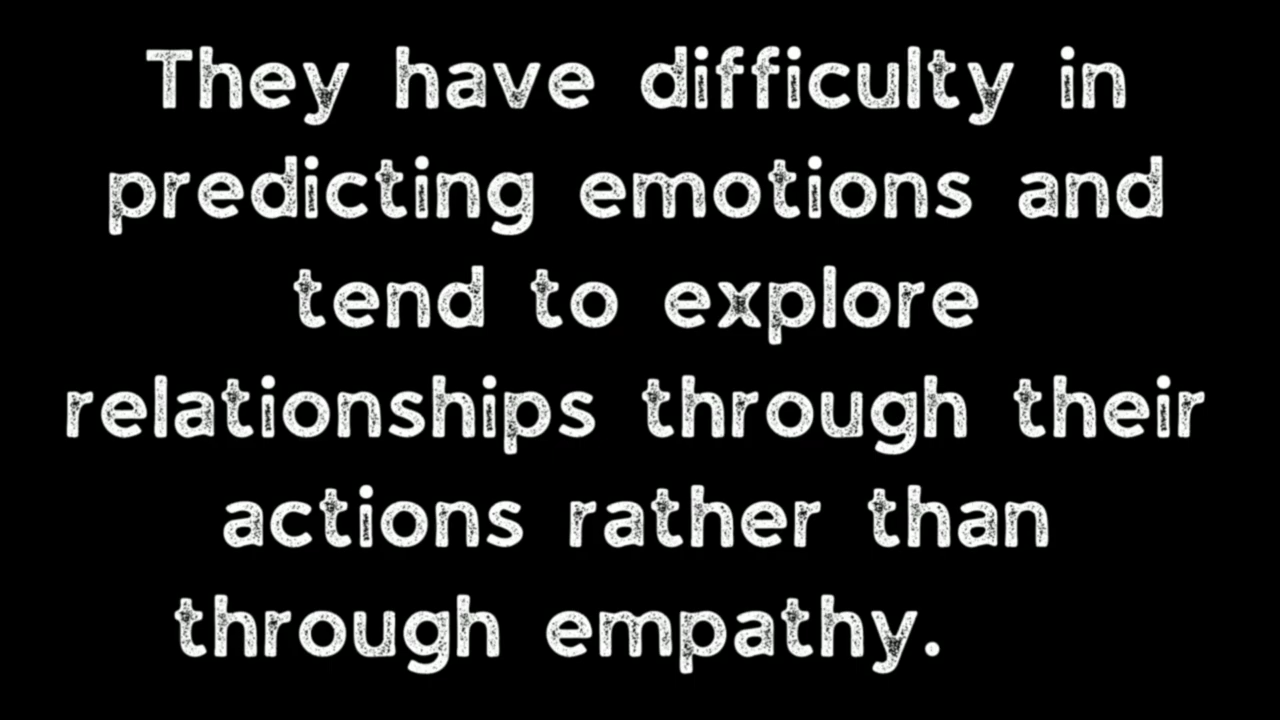 They have difficulty in
predicting emotions and
tend to explore
relationships through their
actions rather than
through empathy.